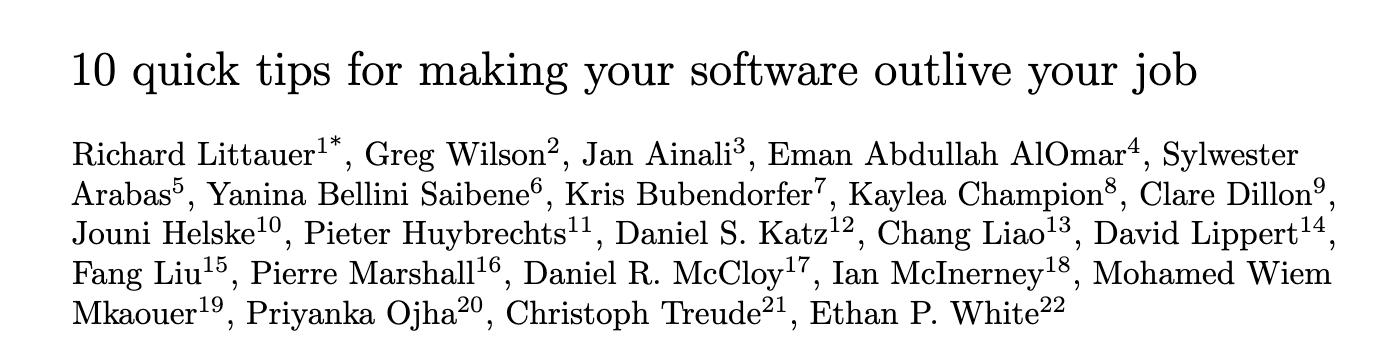 10 quick tips for making your software outlive your job
Richard Littauer¹*, Greg Wilson², Jan Ainali³, Eman Abdullah AlOmar⁴, Sylwester
Arabas⁵, Yanina Bellini Saibene⁶, Kris Bubendorfer⁷, Kaylea Champion⁸, Clare Dillon⁹,
Jouni Helske¹⁰, Pieter Huybrechts¹¹, Daniel S. Katz¹², Chang Liao¹³, David Lippert¹⁴,
Fang Liu¹⁵, Pierre Marshall¹⁶, Daniel R. McCloy¹⁷, Ian McInerney¹⁸, Mohamed Wiem
Mkaouer¹⁹, Priyanka Ojha²⁰, Christoph Treude²¹, Ethan P. White²²